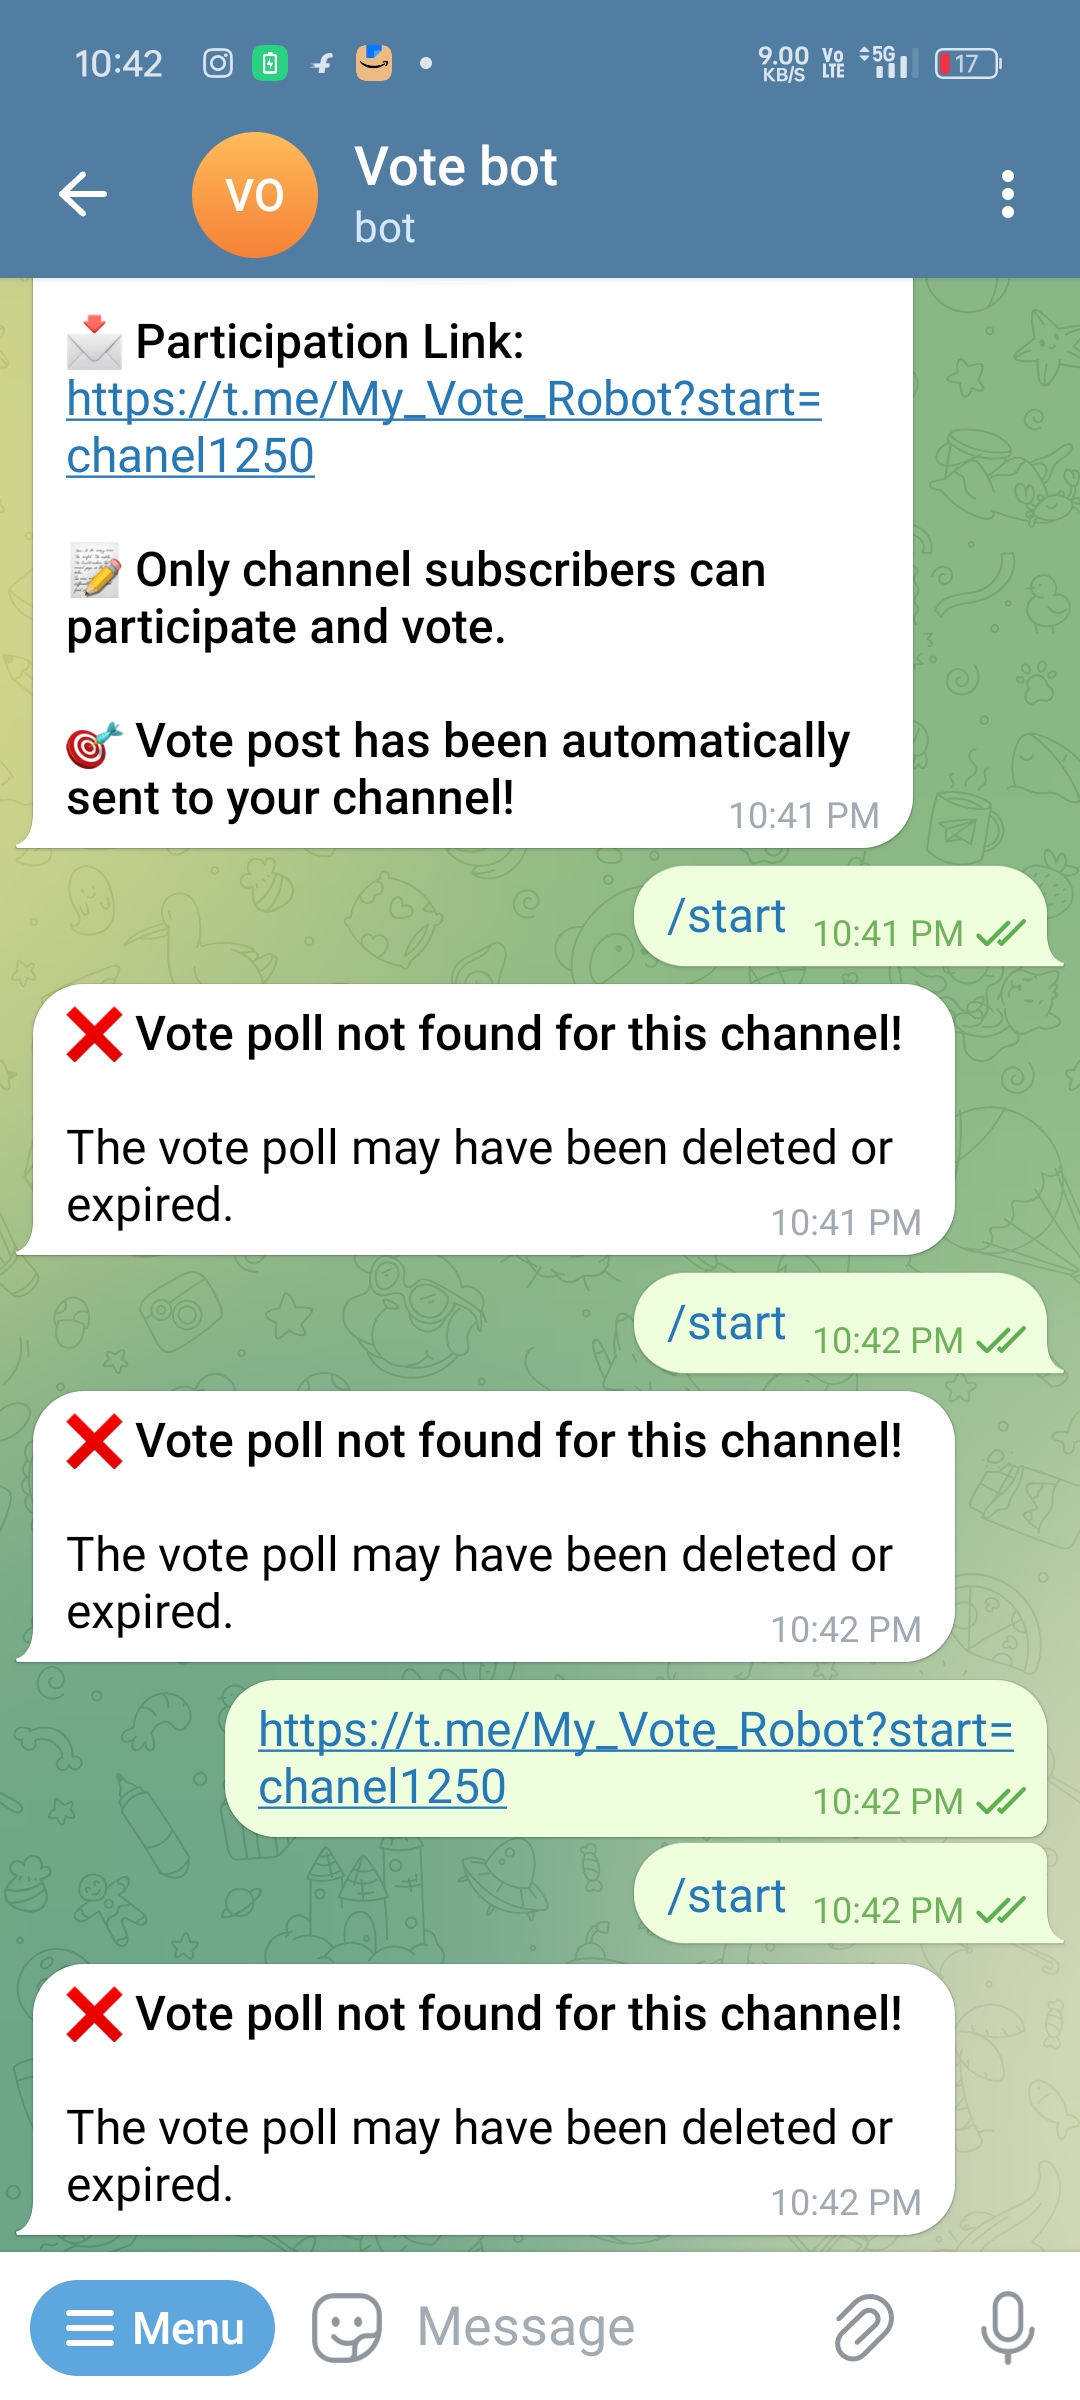 10:42
9.00 KB/S
Vo LTE
5G
17
VO
Vote bot
bot
Participation Link:
https://t.me/My_Vote_Robot?start=
chanel1250
Only channel subscribers can
participate and vote.
Vote post has been automatically
sent to your channel!
10:41 PM
/start
10:41 PM
Vote poll not found for this channel!
The vote poll may have been deleted or
expired.
10:41 PM
/start
10:42 PM
Vote poll not found for this channel!
The vote poll may have been deleted or
expired.
10:42 PM
https://t.me/My_Vote_Robot?start=
chanel1250
10:42 PM
/start
10:42 PM
Vote poll not found for this channel!
The vote poll may have been deleted or
expired.
10:42 PM
Menu
Message